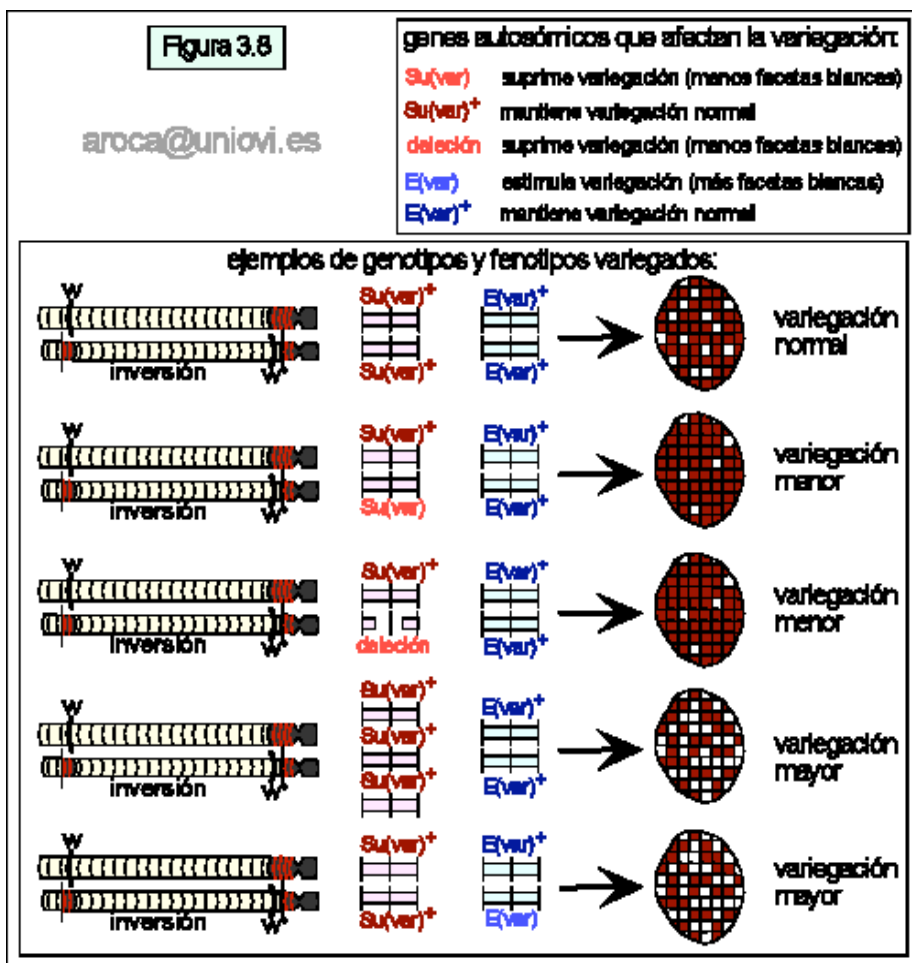 Figura 3.8
aroca@uniovi.es
genes autosómicos que afectan la variegación:
Su(var) suprime variegación (menos facetas blancas)
Su(var)+ mantiene variegación normal
deleción suprime variegación (menos facetas blancas)
E(var) estimula variegación (más facetas blancas)
E(var)+ mantiene variegación normal
ejemplos de genotipos y fenotipos variegados:
w Su(var)+ E(var)+
variegación
normal
inversión w+ Su(var)+ E(var)+
w Su(var)+ E(var)+
variegación
menor
inversión w+ Su(var) E(var)+
w Su(var)+ E(var)+
variegación
menor
inversión w+ deleción E(var)+
Su(var)+
w E(var)+
Su(var)+
variegación
mayor
inversión w+ Su(var)+ E(var)+
w Su(var)+ E(var)+
variegación
mayor
inversión w+ Su(var)+ E(var)